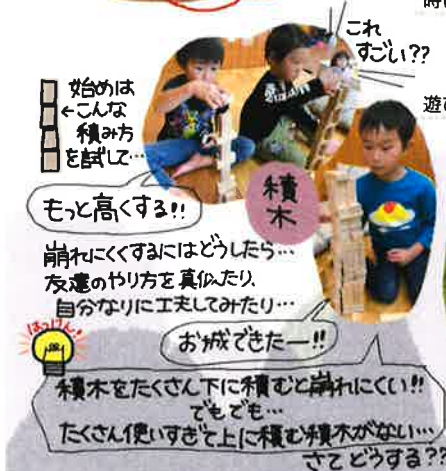 時
これ
すごい??
始めは
←こんな
積み方
を試して…
遊
もっと高くする!!
積
木
崩れにくくするにはどうしたら…
友達のやり方を真似たり、
自分なりに工夫してみたり…
お城できたー!!
はっけん!
積木をたくさん下に積むと崩れにくい!!
でもでも…
たくさん使いすぎて上に積む積木がない…
さてどうする??